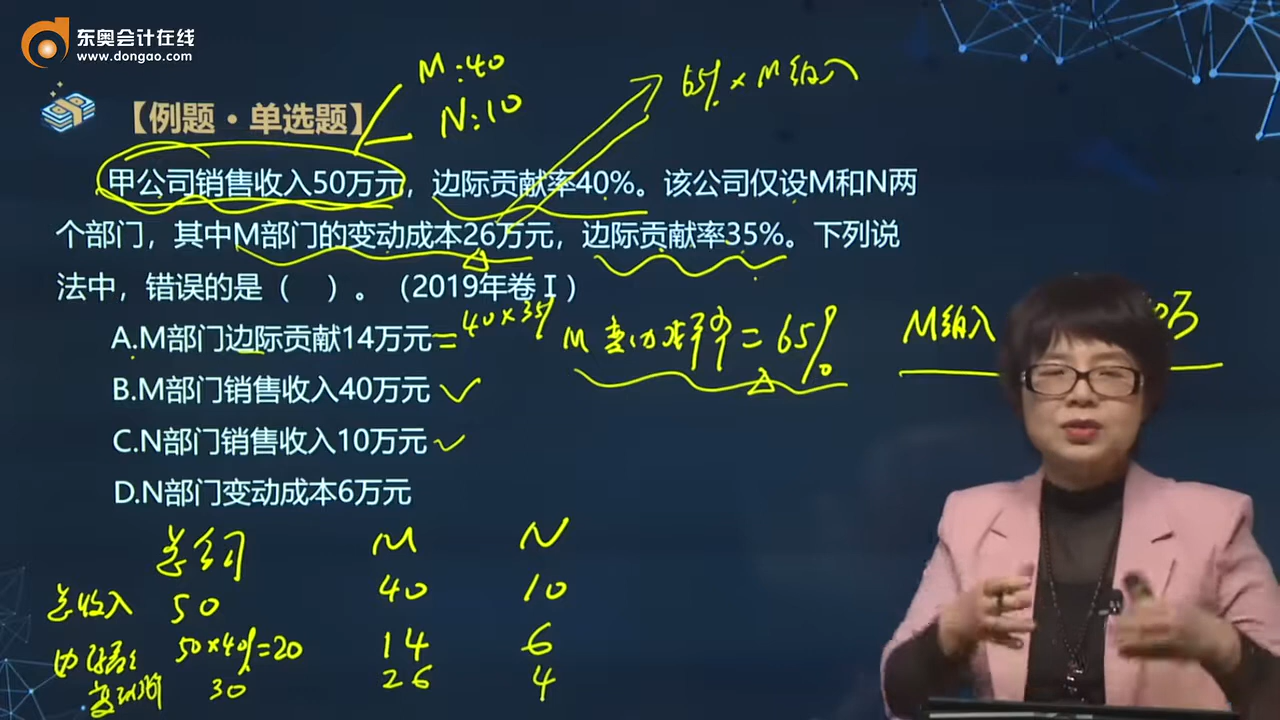 东奥会计在线
www.dongao.com
M:40
N:10
65% × M收入
【例题·单选题】
甲公司销售收入50万元，边际贡献率40%。该公司仅设M和N两
个部门，其中M部门的变动成本26万元，边际贡献率35%。下列说
法中，错误的是（ ）。（2019年卷Ⅰ）
A.M部门边际贡献14万元 = 40×35%
M变动成本率 = 65%
M收入
B.M部门销售收入40万元
C.N部门销售收入10万元
D.N部门变动成本6万元
总公司 M N
总收入 50 40 10
边际贡献 50×40%=20 14 6
30 26 4